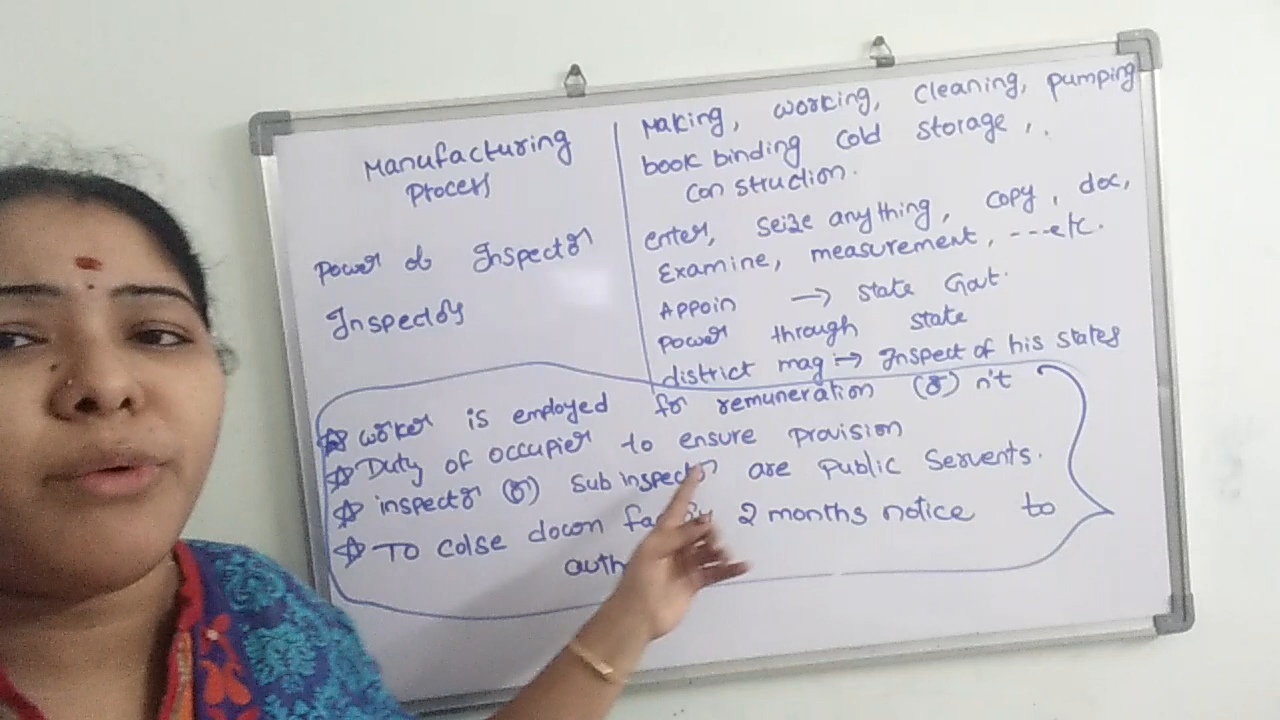 Manufacturing
Process
Making, working, cleaning, pumping
book binding cold storage , .
Construction.
Power of Inspector
enter, seize anything, copy, doc,
Examine, measurement, ---etc.
Inspectors
Appoin → state Govt.
power through state
district mag → Inspect of his states
☆ worker is employed for remuneration (or) n't
☆ Duty of occupier to ensure provision
☆ inspector (or) Sub inspector are public Servents.
☆ To colse down 2 months notice to